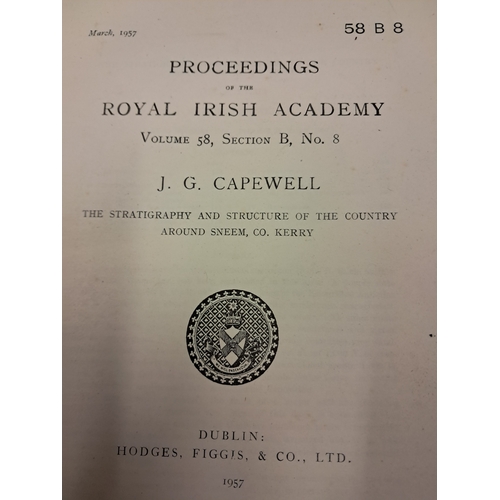 March, 1957
58 B 8
PROCEEDINGS
OF THE
ROYAL IRISH ACADEMY
VOLUME 58, SECTION B, No. 8
J. G. CAPEWELL
THE STRATIGRAPHY AND STRUCTURE OF THE COUNTRY
AROUND SNEEM, CO. KERRY
DUBLIN:
HODGES, FIGGIS, & CO., LTD.
1957